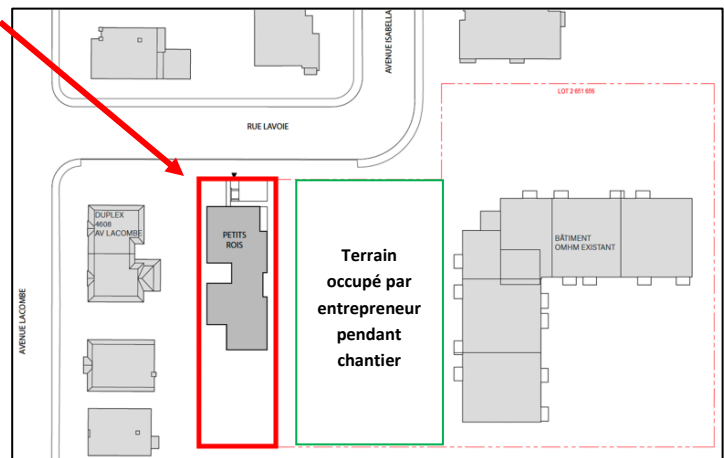 AVENUE ISABELLA
LOT 2 651 656
RUE LAVOIE
DUPLEX
4608
AV LACOMBE
PETITS
ROIS
Terrain
occupé par
entrepreneur
pendant
chantier
BÂTIMENT
OMHM EXISTANT
AVENUE LACOMBE